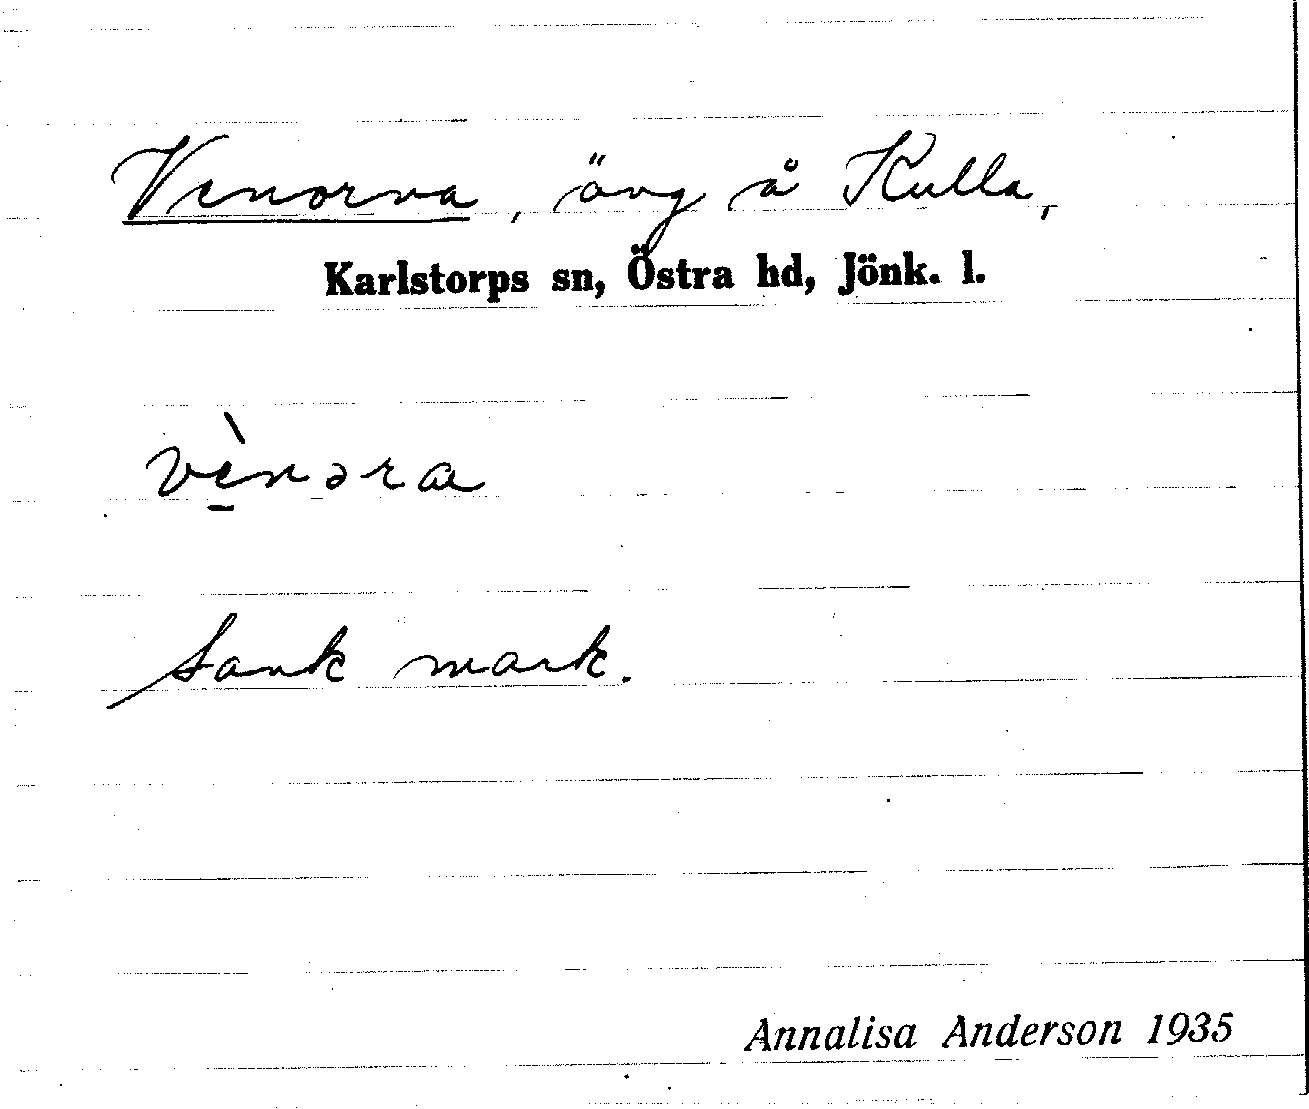 Venorna, äng å Kulla,
Karlstorps sn, Östra hd, Jönk. l.
vènəra
Sank mark.
Annalisa Anderson 1935